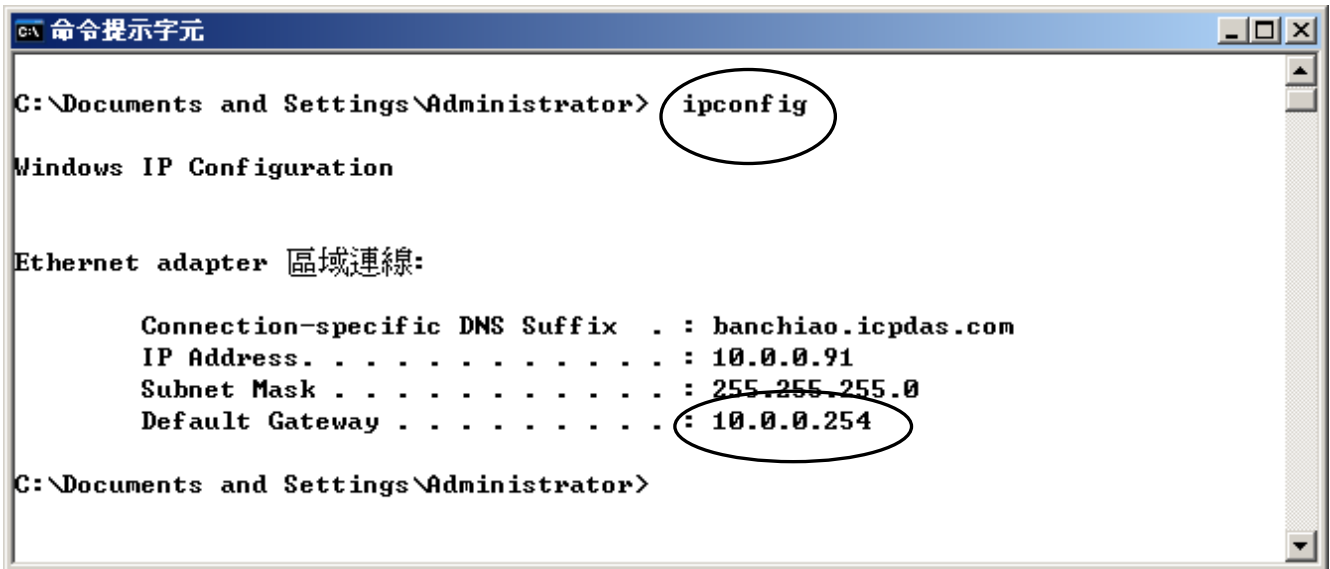 命令提示字元
C:\Documents and Settings\Administrator> ipconfig
Windows IP Configuration
Ethernet adapter 區域連線:
Connection-specific DNS Suffix . : banchiao.icpdas.com
IP Address. . . . . . . . . . . . : 10.0.0.91
Subnet Mask . . . . . . . . . . . : 255.255.255.0
Default Gateway . . . . . . . . . : 10.0.0.254
C:\Documents and Settings\Administrator>